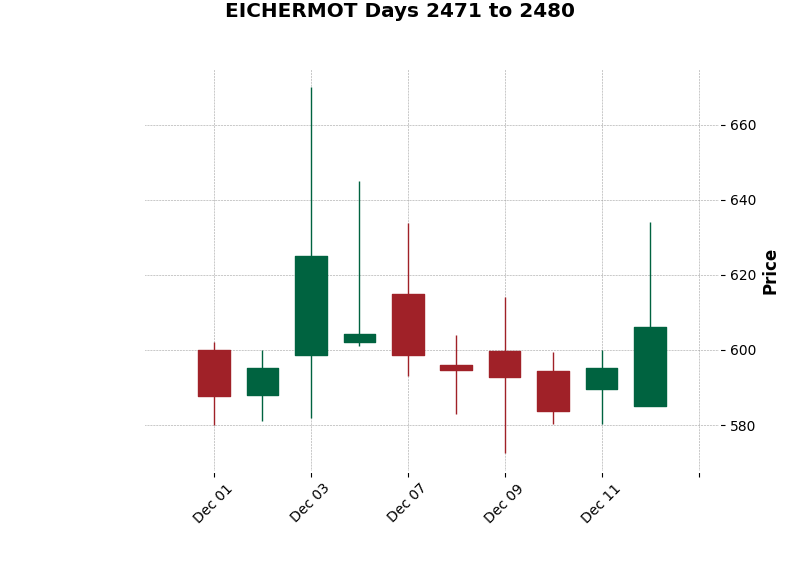 EICHERMOT Days 2471 to 2480
660
640
620
600
580
Price
Dec 01
Dec 03
Dec 07
Dec 09
Dec 11